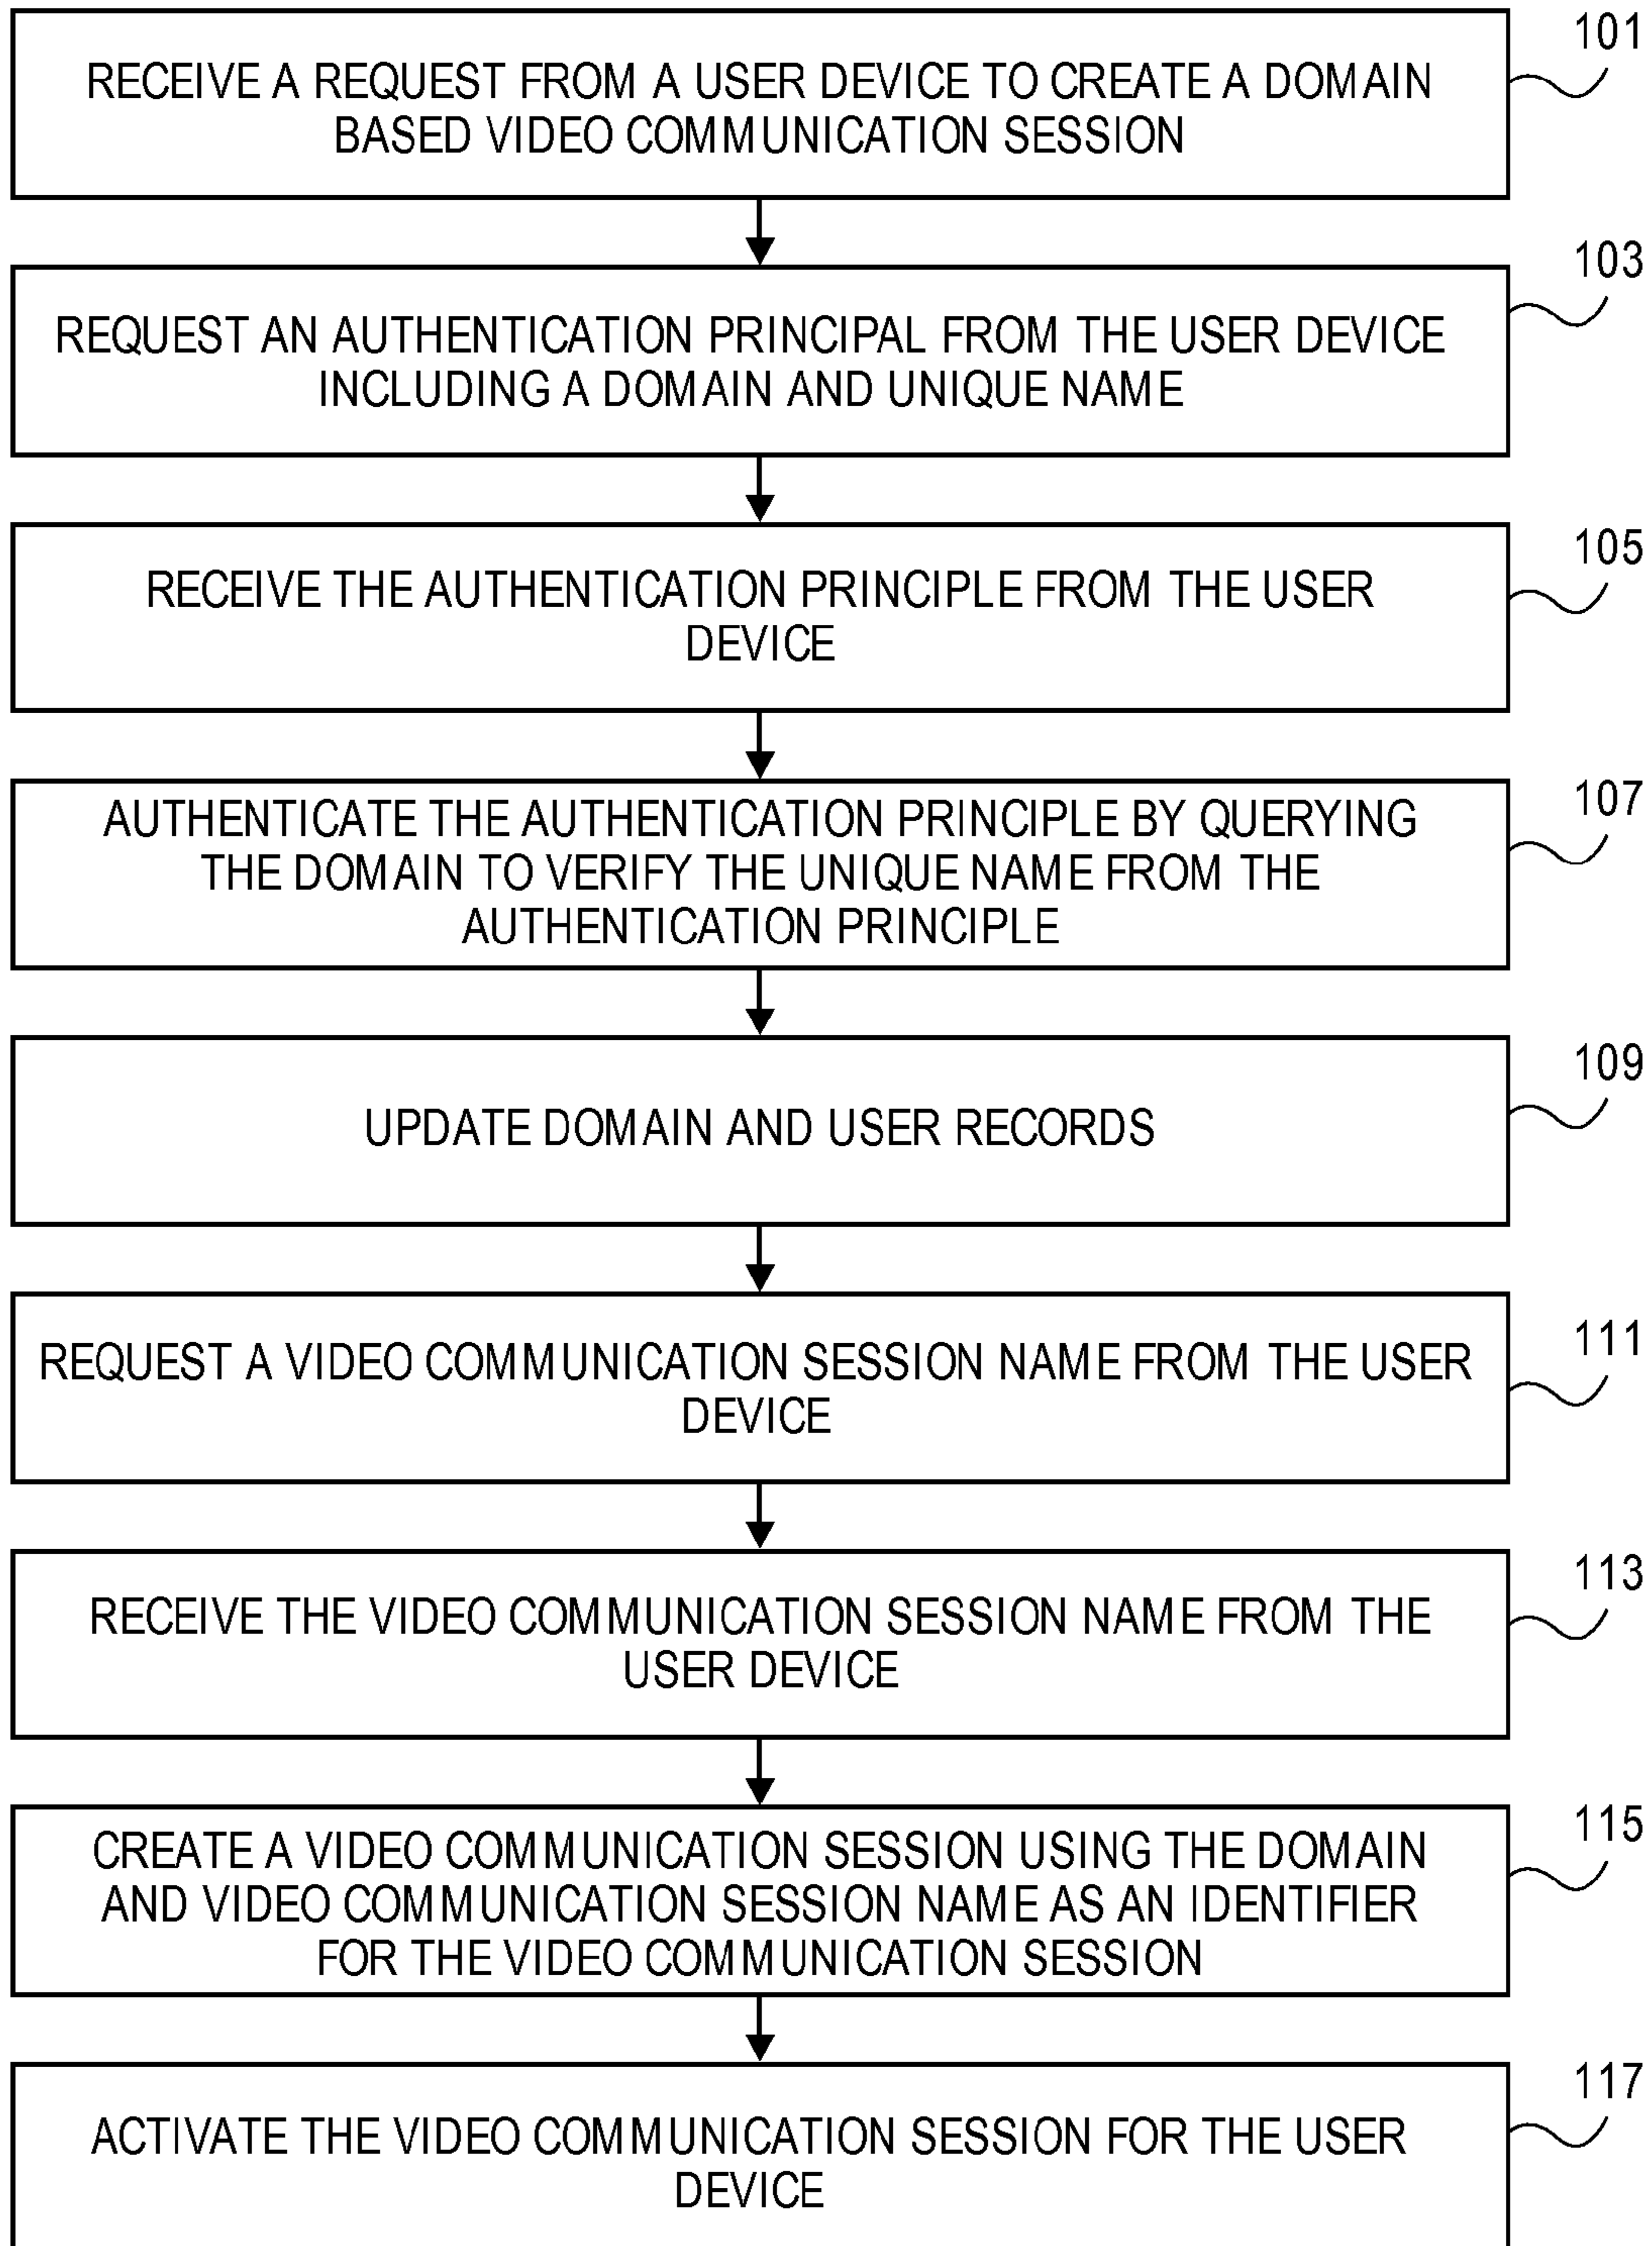 101
RECEIVE A REQUEST FROM A USER DEVICE TO CREATE A DOMAIN
BASED VIDEO COMMUNICATION SESSION
103
REQUEST AN AUTHENTICATION PRINCIPAL FROM THE USER DEVICE
INCLUDING A DOMAIN AND UNIQUE NAME
105
RECEIVE THE AUTHENTICATION PRINCIPLE FROM THE USER
DEVICE
107
AUTHENTICATE THE AUTHENTICATION PRINCIPLE BY QUERYING
THE DOMAIN TO VERIFY THE UNIQUE NAME FROM THE
AUTHENTICATION PRINCIPLE
109
UPDATE DOMAIN AND USER RECORDS
111
REQUEST A VIDEO COMMUNICATION SESSION NAME FROM THE USER
DEVICE
113
RECEIVE THE VIDEO COMMUNICATION SESSION NAME FROM THE
USER DEVICE
115
CREATE A VIDEO COMMUNICATION SESSION USING THE DOMAIN
AND VIDEO COMMUNICATION SESSION NAME AS AN IDENTIFIER
FOR THE VIDEO COMMUNICATION SESSION
117
ACTIVATE THE VIDEO COMMUNICATION SESSION FOR THE USER
DEVICE